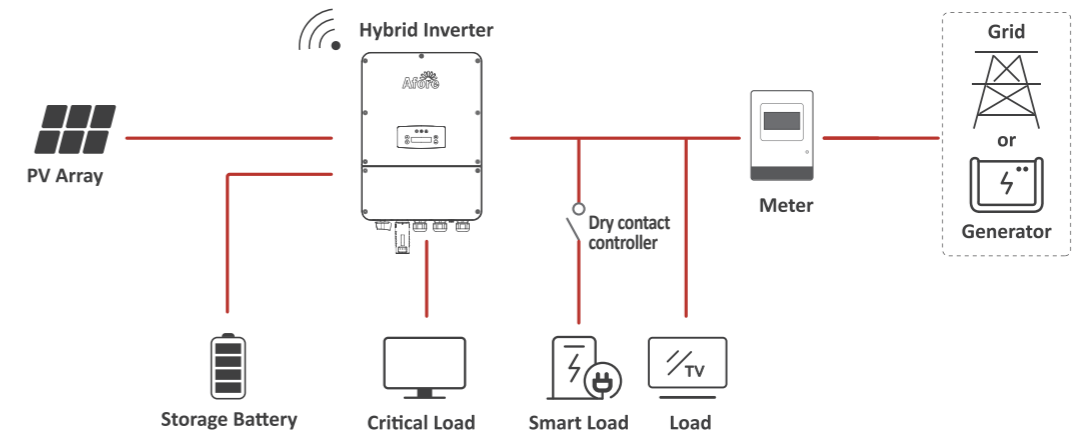 Hybrid Inverter
Afore
PV Array
Grid
or
Generator
Meter
Dry contact
controller
Storage Battery
Critical Load
Smart Load
TV
Load